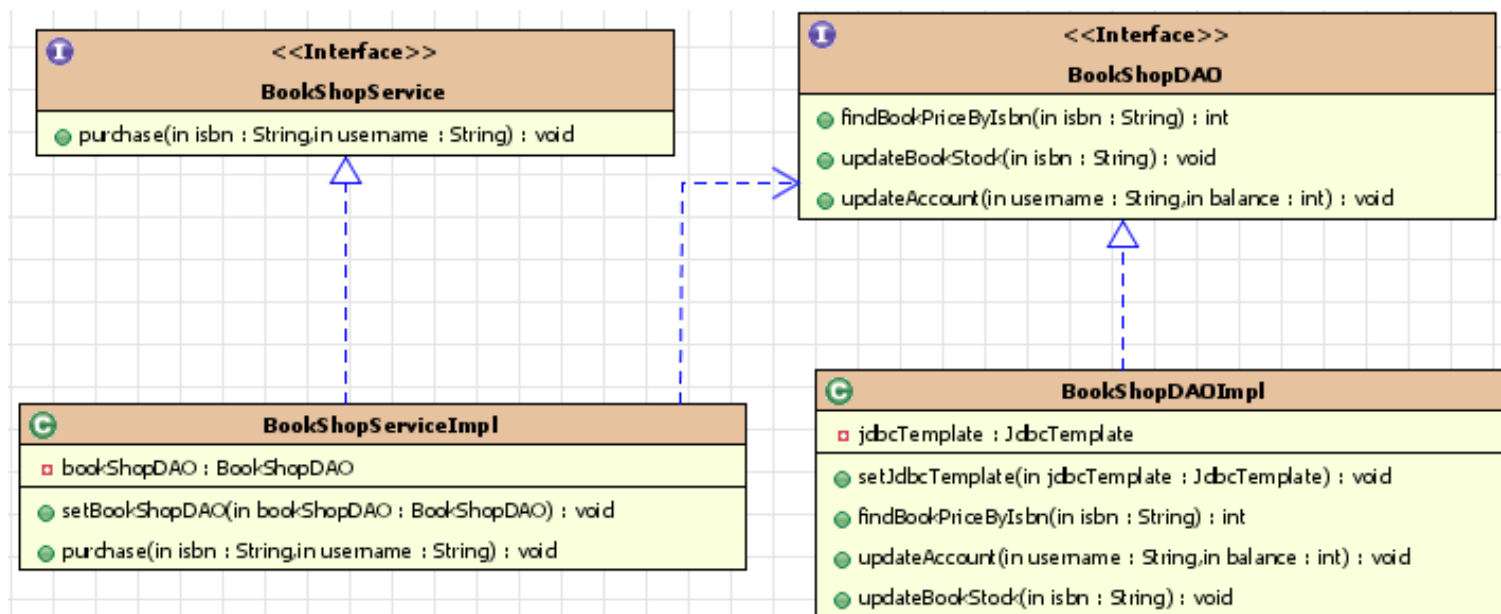 I
<<Interface>>
BookShopService
purchase(in isbn : String,in username : String) : void
I
<<Interface>>
BookShopDAO
findBookPriceByIsbn(in isbn : String) : int
updateBookStock(in isbn : String) : void
updateAccount(in username : String,in balance : int) : void
C
BookShopServiceImpl
bookShopDAO : BookShopDAO
setBookShopDAO(in bookShopDAO : BookShopDAO) : void
purchase(in isbn : String,in username : String) : void
C
BookShopDAOImpl
jdbcTemplate : JdbcTemplate
setJdbcTemplate(in jdbcTemplate : JdbcTemplate) : void
findBookPriceByIsbn(in isbn : String) : int
updateAccount(in username : String,in balance : int) : void
updateBookStock(in isbn : String) : void